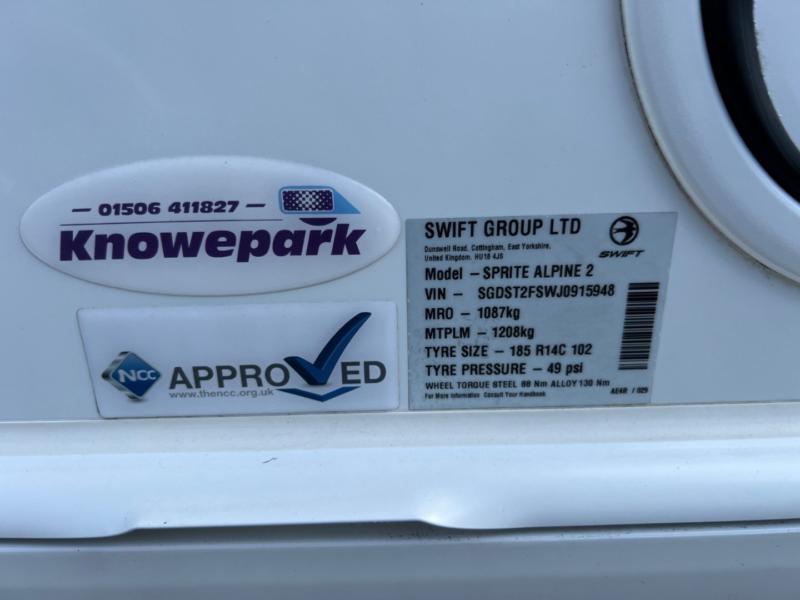 — 01506 411827 —
Knowepark
NCC APPROVED
www.thencc.org.uk
SWIFT GROUP LTD
Dunswell Road, Cottingham, East Yorkshire,
United Kingdom. HU16 4JS
SWIFT
Model - SPRITE ALPINE 2
VIN - SGDST2FSWJ0915948
MRO - 1087kg
MTPLM - 1208kg
TYRE SIZE - 185 R14C 102
TYRE PRESSURE - 49 psi
WHEEL TORQUE STEEL 88 Nm ALLOY 130 Nm
For More Information Consult Your Handbook
/ 029